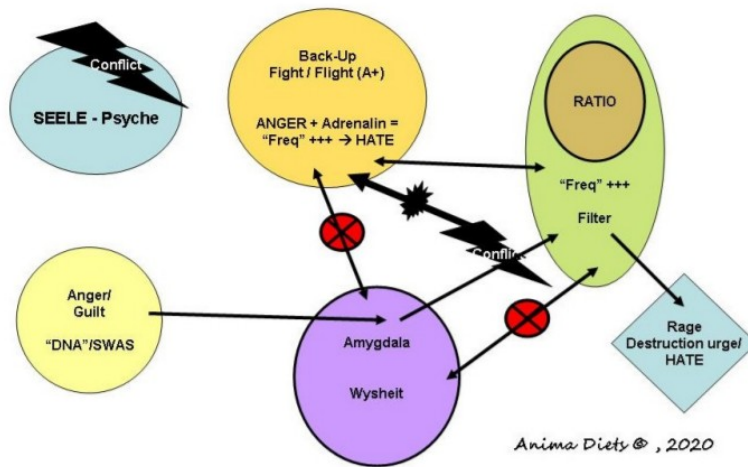 Conflict
SEELE - Psyche
Back-Up
Fight / Flight (A+)
ANGER + Adrenalin =
“Freq” +++ → HATE
RATIO
“Freq” +++
Filter
Conflict
Anger/
Guilt
“DNA”/SWAS
Amygdala
Wysheit
Rage
Destruction urge/
HATE
Anima Diets ® , 2020